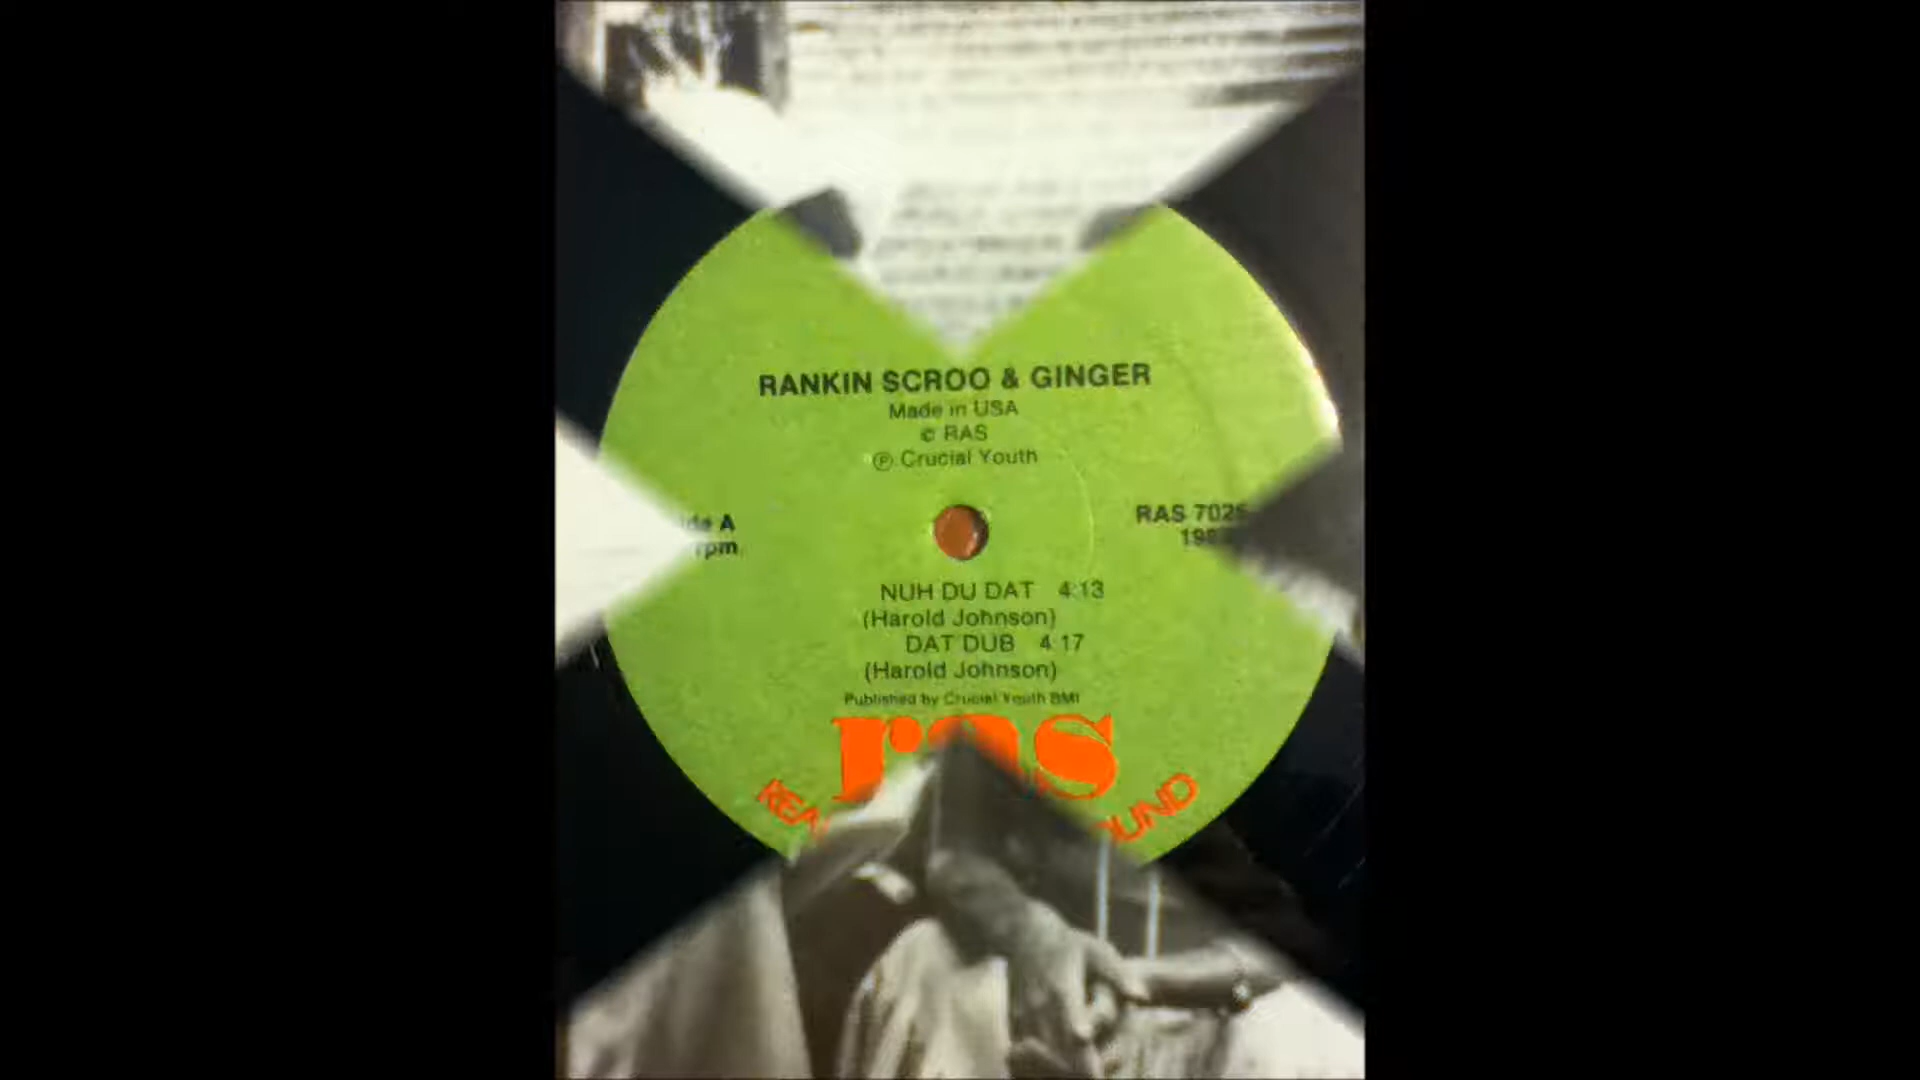 RANKIN SCROO & GINGER
Made in USA
© RAS
℗ Crucial Youth
A
rpm
RAS
NUH DU DAT 4:13
(Harold Johnson)
DAT DUB 4:17
(Harold Johnson)
Published by Crucial Youth BMI
ras